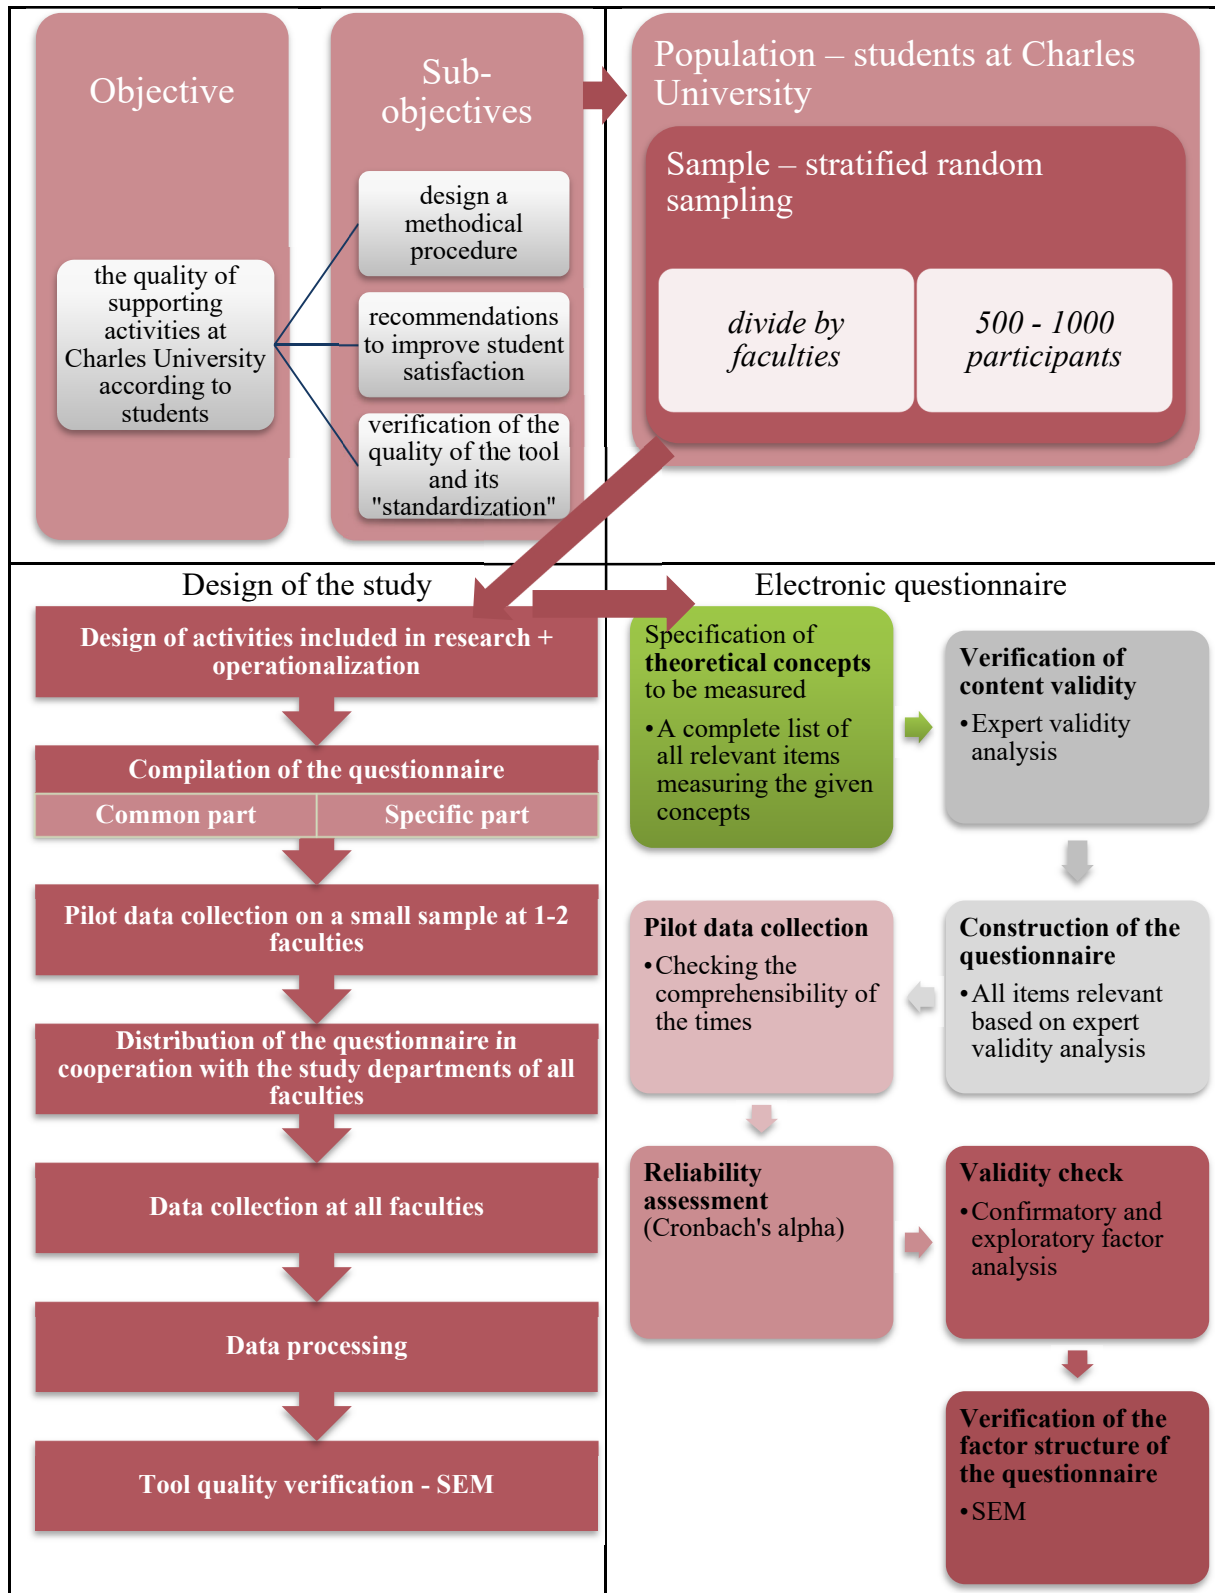 Objective
the quality of
supporting
activities at
Charles University
according to
students
Sub-
objectives
design a
methodical
procedure
recommendations
to improve student
satisfaction
verification of the
quality of the tool
and its
"standardization"
Population – students at Charles
University
Sample – stratified random
sampling
divide by
faculties
500 - 1000
participants
Design of the study
Design of activities included in research +
operationalization
Compilation of the questionnaire
Common part
Specific part
Pilot data collection on a small sample at 1-2
faculties
Distribution of the questionnaire in
cooperation with the study departments of all
faculties
Data collection at all faculties
Data processing
Tool quality verification - SEM
Electronic questionnaire
Specification of
theoretical concepts
to be measured
• A complete list of
all relevant items
measuring the given
concepts
Verification of
content validity
• Expert validity
analysis
Construction of the
questionnaire
• All items relevant
based on expert
validity analysis
Pilot data collection
• Checking the
comprehensibility of
the times
Reliability
assessment
(Cronbach's alpha)
Validity check
• Confirmatory and
exploratory factor
analysis
Verification of the
factor structure of
the questionnaire
• SEM